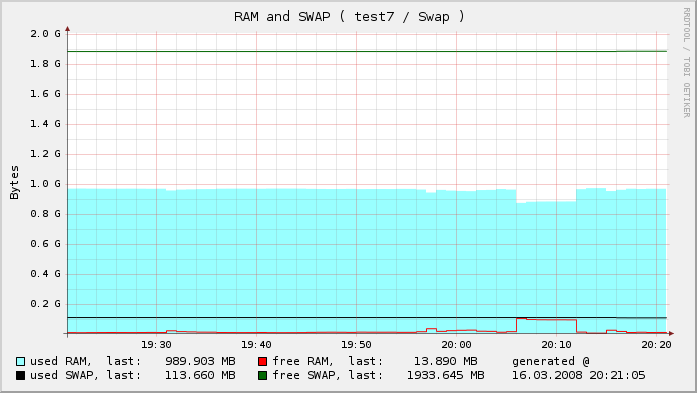 RAM and SWAP ( test7 / Swap )
RRDTOOL / TOBI OETIKER
Bytes
2.0 G
1.8 G
1.6 G
1.4 G
1.2 G
1.0 G
0.8 G
0.6 G
0.4 G
0.2 G
19:30 19:40 19:50 20:00 20:10 20:20
used RAM, last: 989.903 MB free RAM, last: 13.890 MB generated @
used SWAP, last: 113.660 MB free SWAP, last: 1933.645 MB 16.03.2008 20:21:05